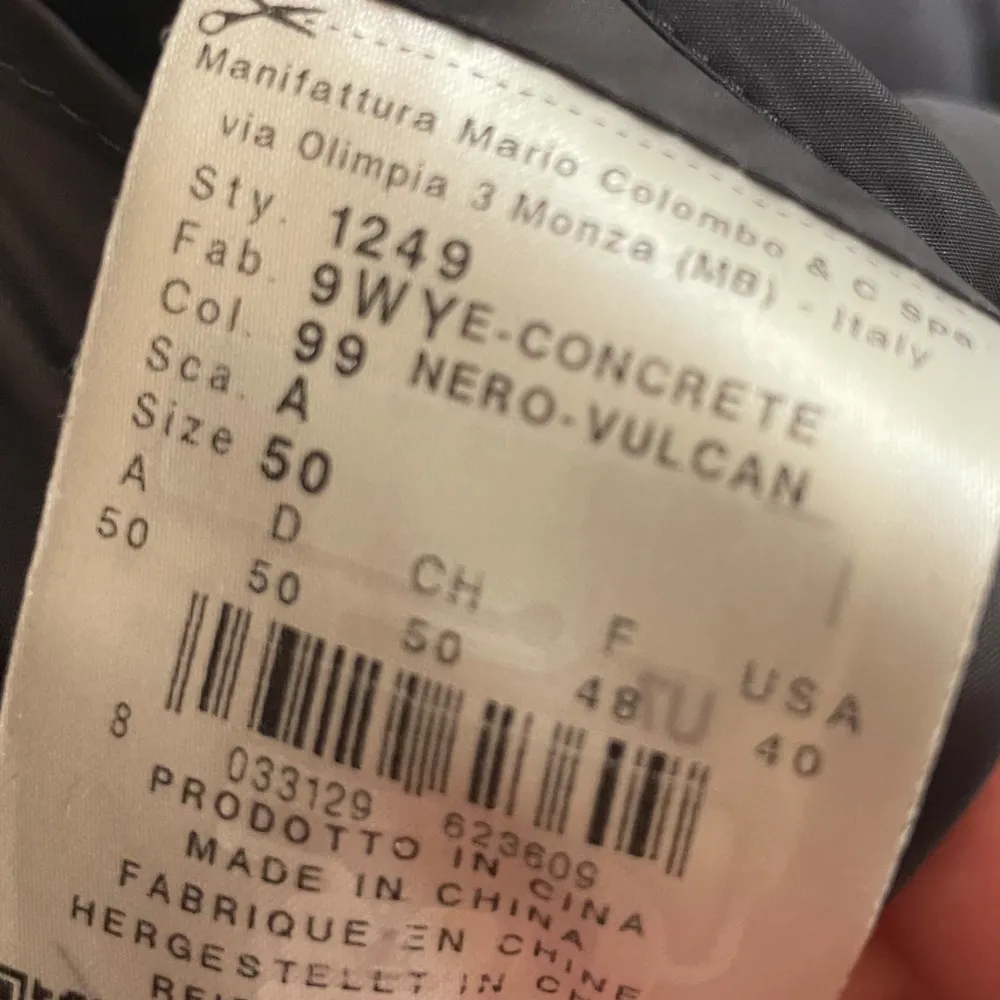 Manifattura Mario Colombo & C Spa
via Olimpia 3 Monza (MB) - Italy
Sty. 1249
Fab. 9WYE-CONCRETE
Col. 99 NERO-VULCAN
Sca. A
Size 50
A D CH F USA
50 50 50 48 40
8 033129 623609
PRODOTTO IN CINA
MADE IN CHINA
FABRIQUE EN CHINE
HERGESTELLT IN